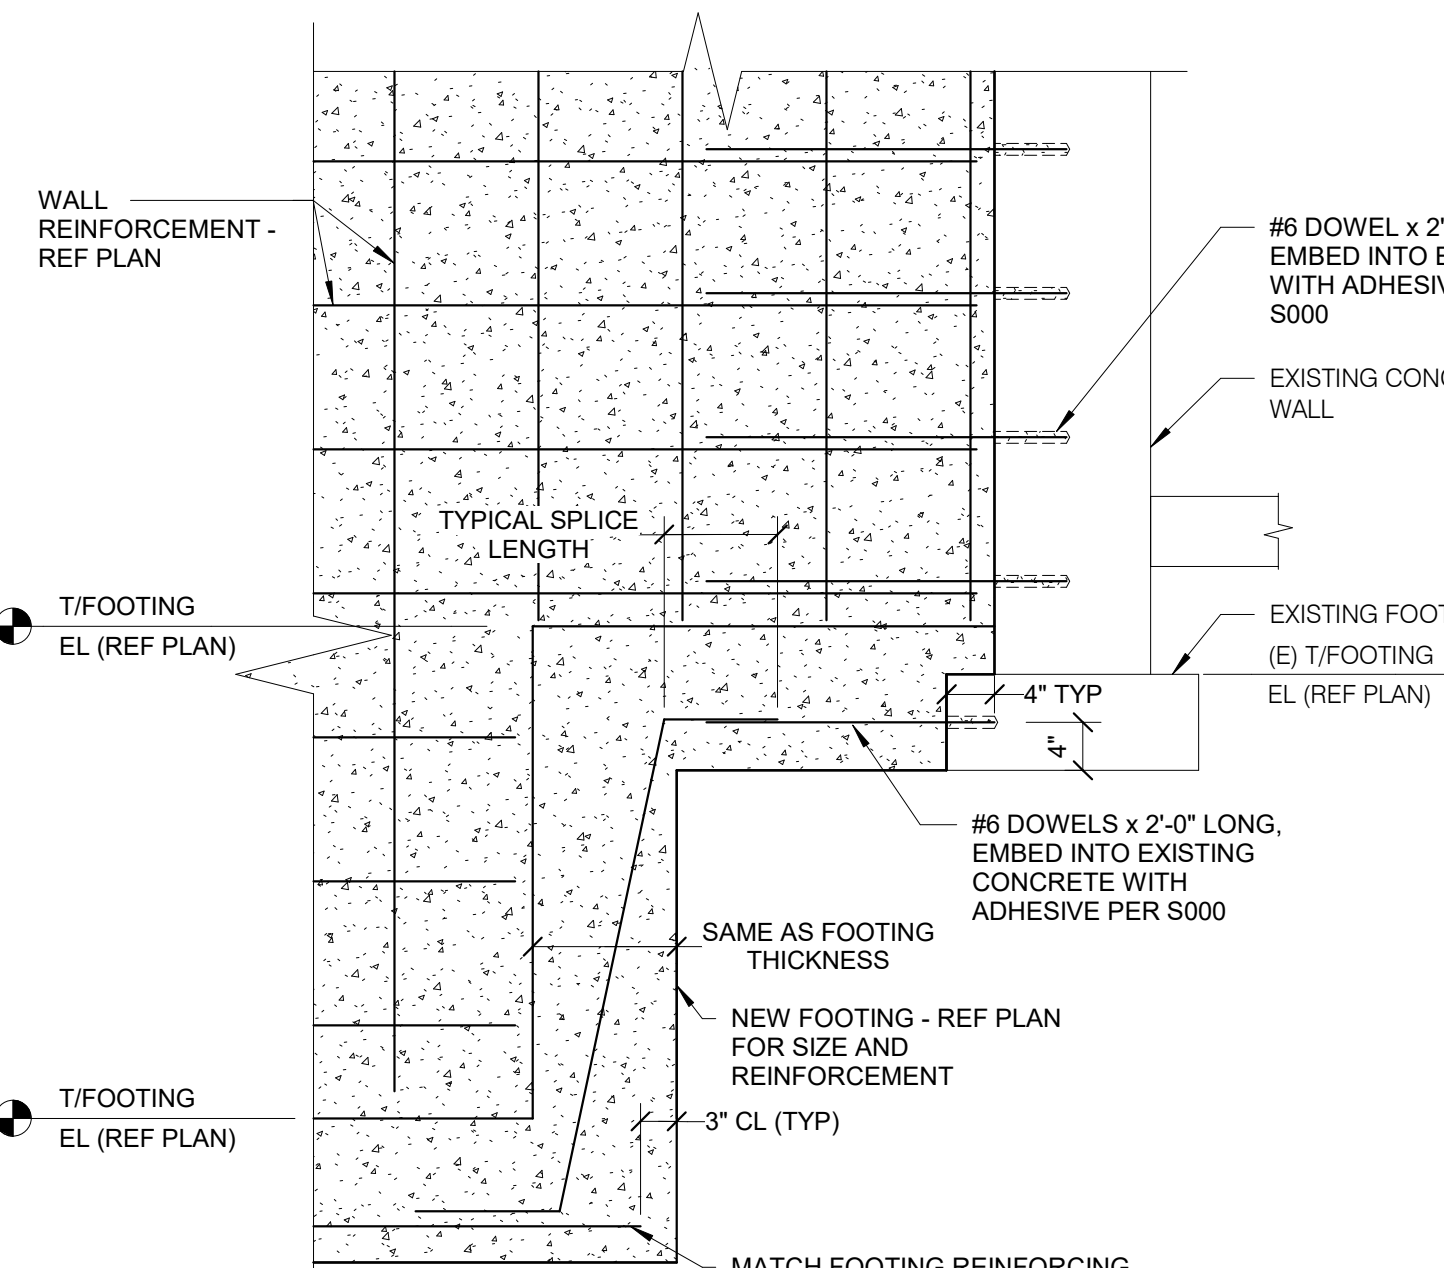 WALL
REINFORCEMENT -
REF PLAN
#6 DOWEL x 2'
EMBED INTO
WITH
S000
EXISTING
WALL
TYPICAL SPLICE
LENGTH
T/FOOTING
EL (REF PLAN)
EXISTING
(E) T/FOOTING
EL (REF PLAN)
4" TYP
4"
#6 DOWELS x 2'-0" LONG,
EMBED INTO EXISTING
CONCRETE WITH
ADHESIVE PER S000
SAME AS FOOTING
THICKNESS
NEW FOOTING - REF PLAN
FOR SIZE AND
REINFORCEMENT
T/FOOTING
EL (REF PLAN)
3" CL (TYP)
MATCH FOOTING REINFORCING